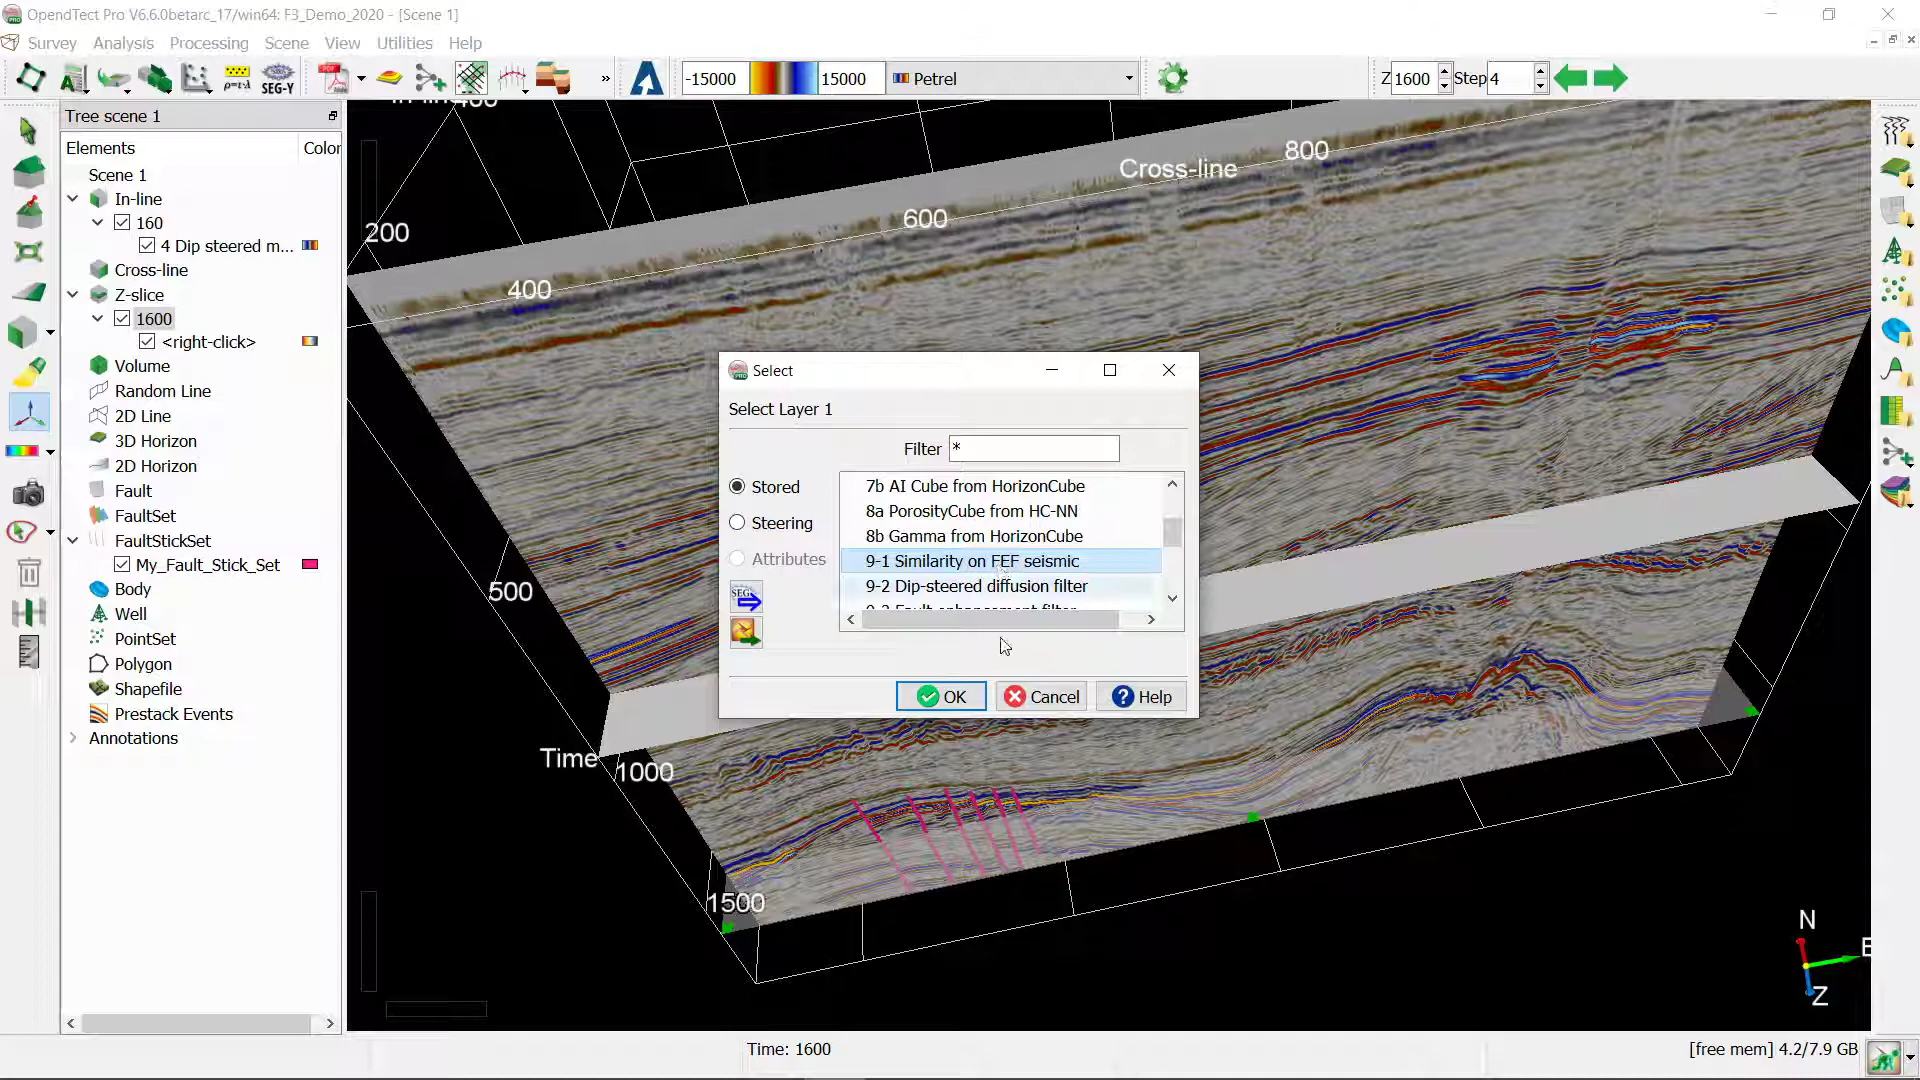 OpendTect Pro V6.6.0betarc_17/win64: F3_Demo_2020 - [Scene 1]
Survey Analysis Processing Scene View Utilities Help
PDF
SEG-Y
»
-15000
15000
Petrel
Z 1600
Step 4
Tree scene 1
Elements
Color
Scene 1
In-line
160
4 Dip steered m...
Cross-line
Z-slice
1600
<right-click>
Volume
Random Line
2D Line
3D Horizon
2D Horizon
Fault
FaultSet
FaultStickSet
My_Fault_Stick_Set
Body
Well
PointSet
Polygon
Shapefile
Prestack Events
Annotations
200
400
600
Cross-line
800
500
Time
1000
1500
Select
Select Layer 1
Filter *
Stored
Steering
Attributes
SEG
7b AI Cube from HorizonCube
8a PorosityCube from HC-NN
8b Gamma from HorizonCube
9-1 Similarity on FEF seismic
9-2 Dip-steered diffusion filter
OK
Cancel
Help
N
E
Z
Time: 1600
[free mem] 4.2/7.9 GB